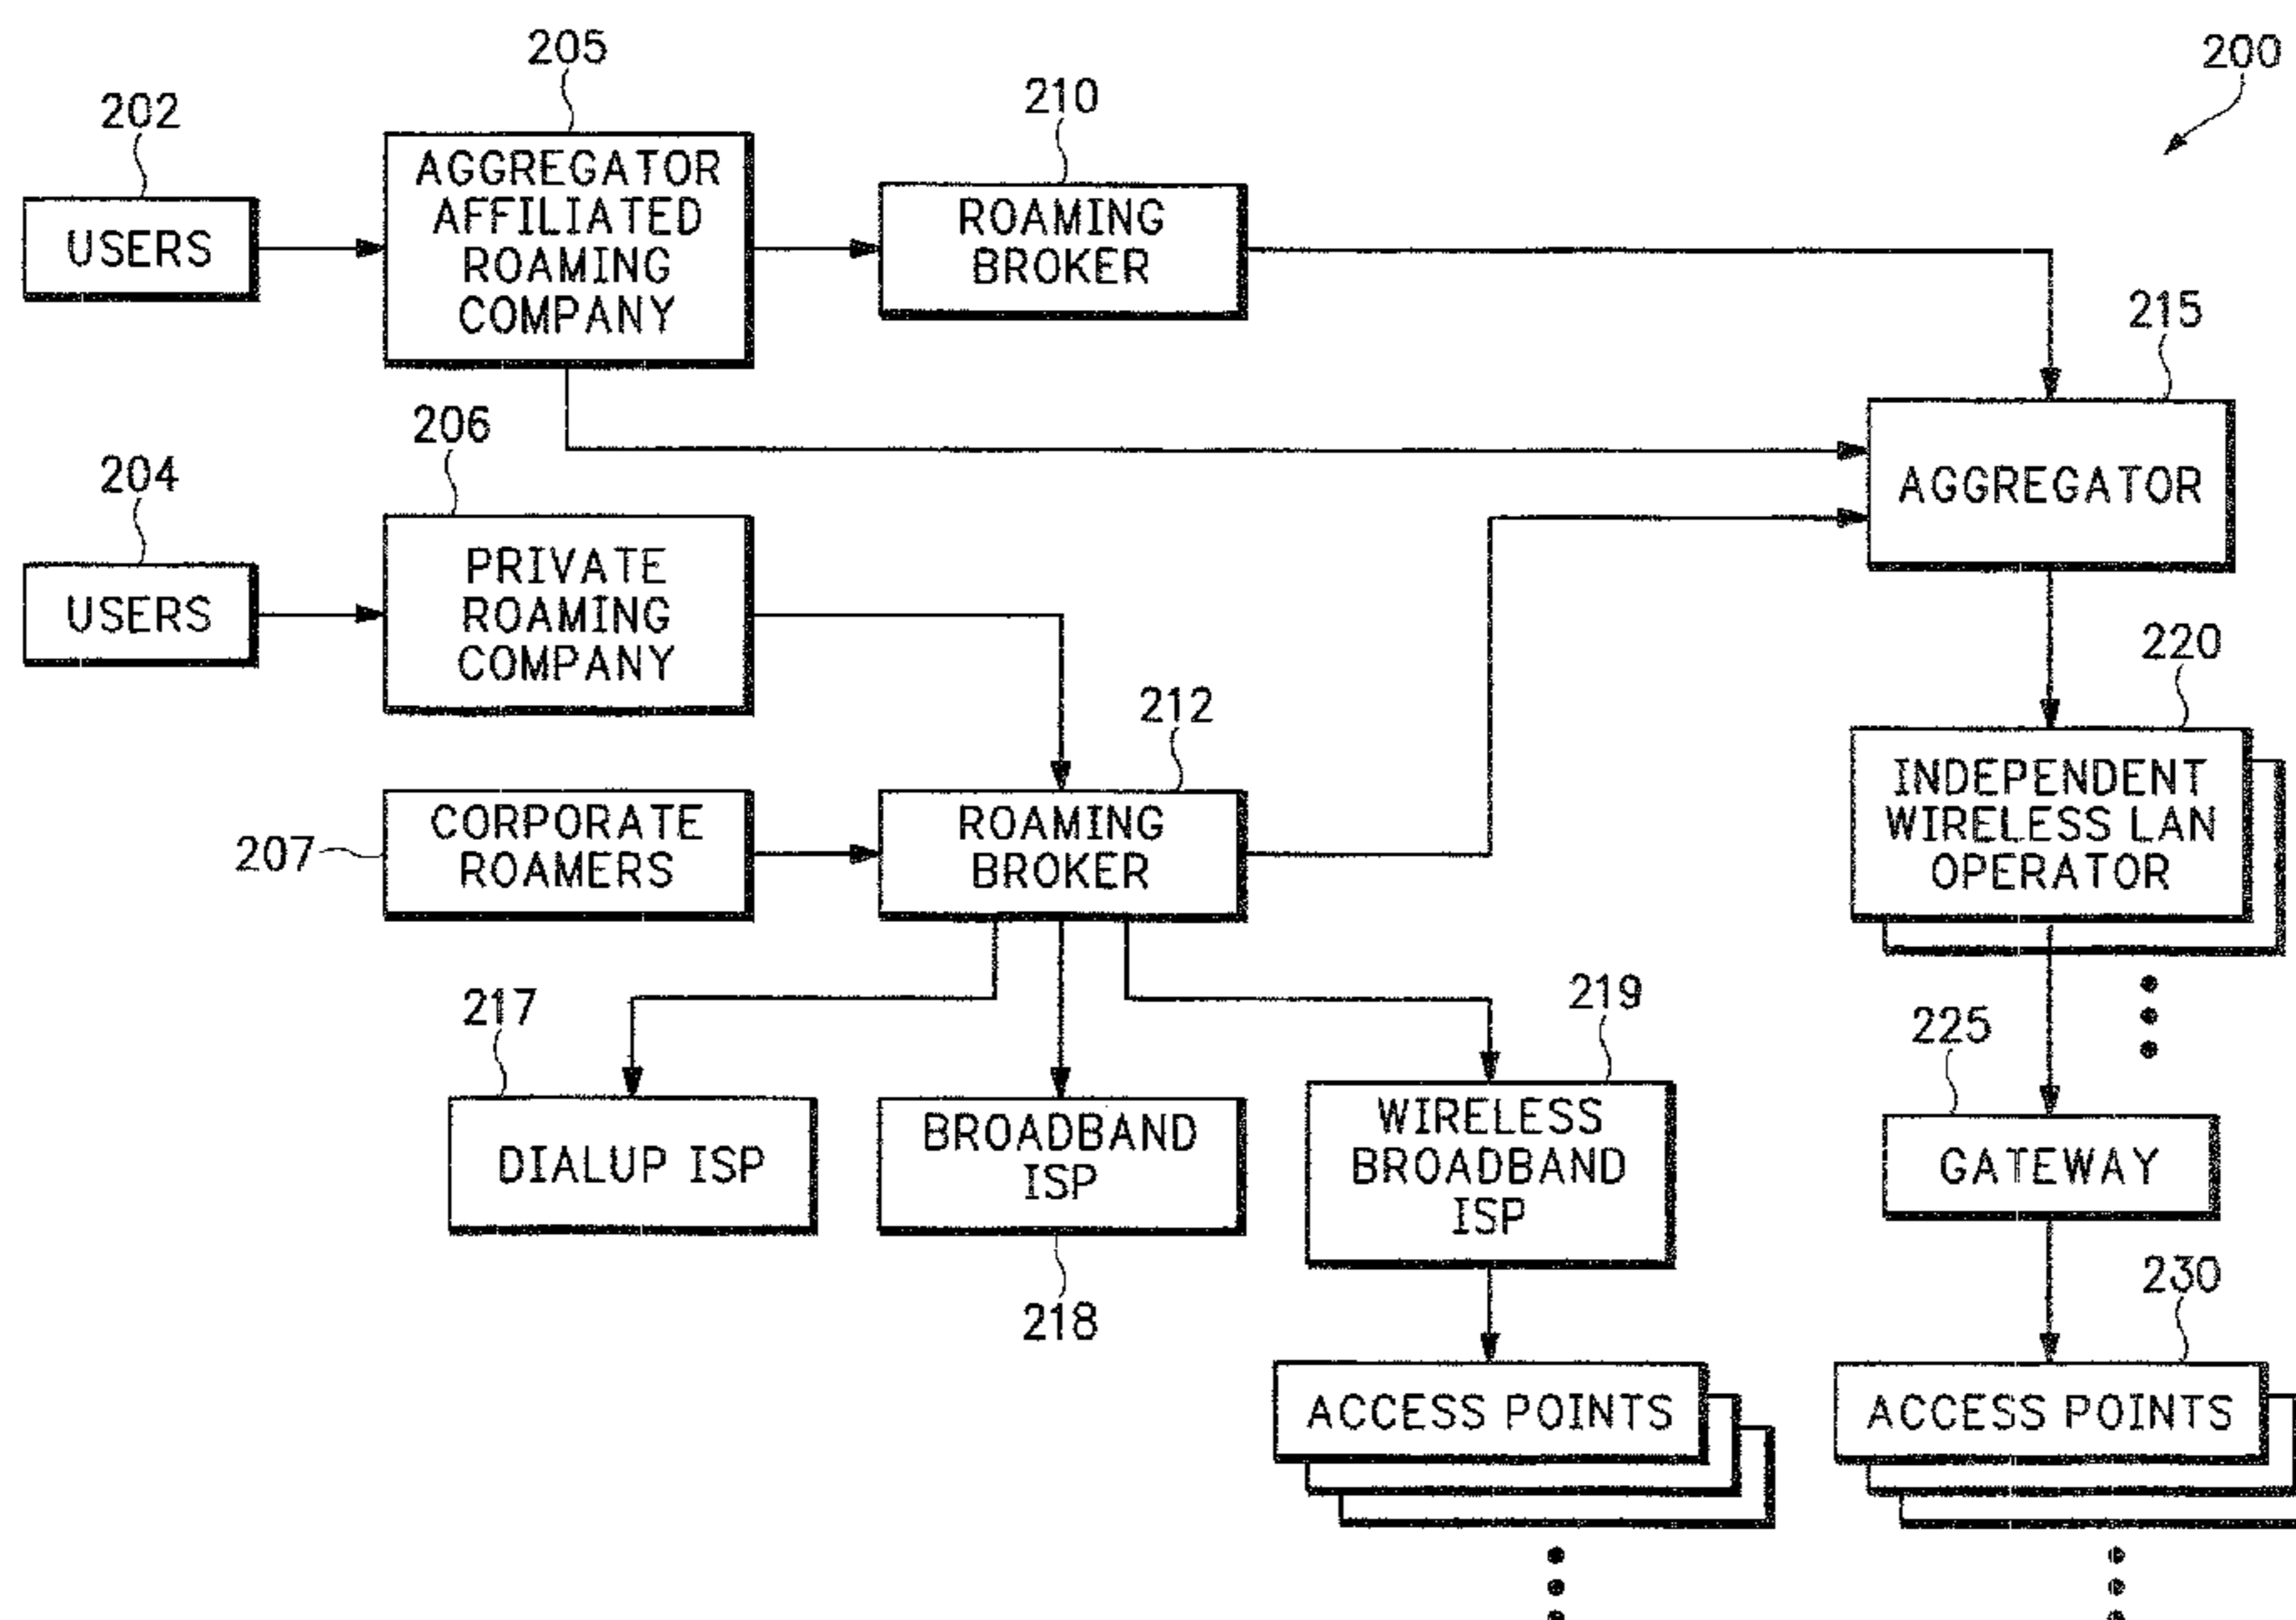 205
200
210
202
AGGREGATOR
AFFILIATED
ROAMING
COMPANY
ROAMING
BROKER
USERS
215
206
204
AGGREGATOR
PRIVATE
ROAMING
COMPANY
USERS
220
212
INDEPENDENT
WIRELESS LAN
OPERATOR
CORPORATE
ROAMERS
207
ROAMING
BROKER
217
219
225
DIALUP ISP
BROADBAND
ISP
WIRELESS
BROADBAND
ISP
GATEWAY
218
230
ACCESS POINTS
ACCESS POINTS